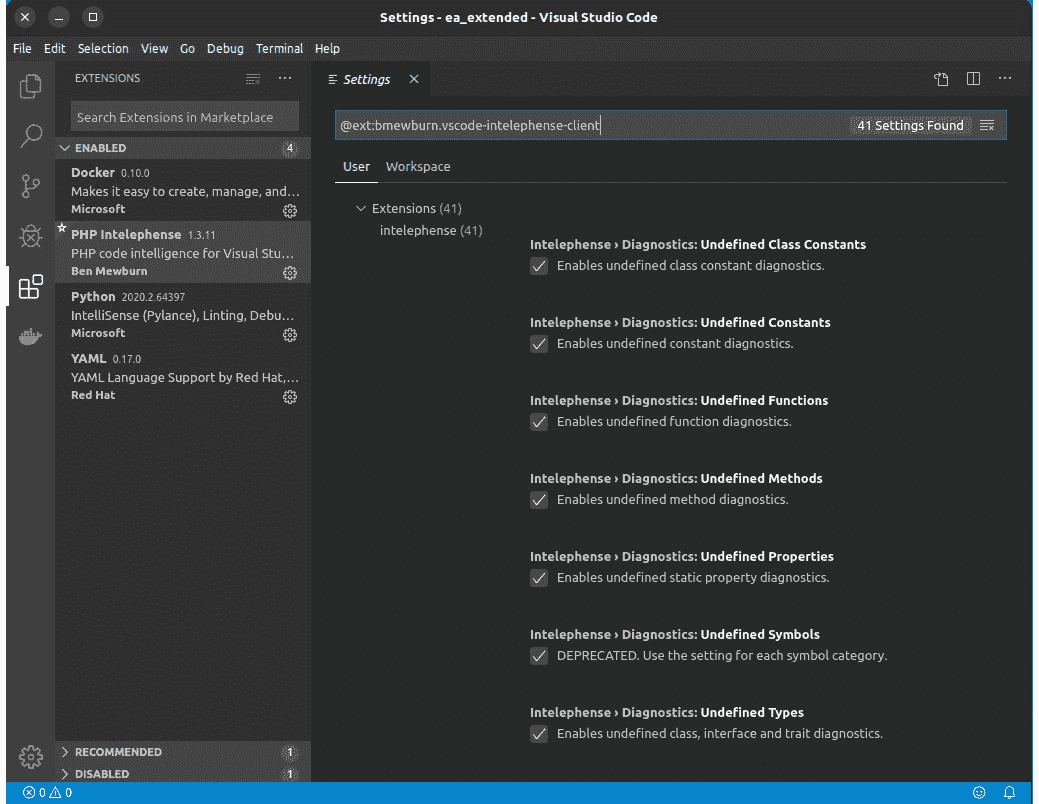 Settings - ea_extended - Visual Studio Code
File Edit Selection View Go Debug Terminal Help
EXTENSIONS
Search Extensions in Marketplace
ENABLED 4
Docker 0.10.0
Makes it easy to create, manage, and...
Microsoft
PHP Intelephense 1.3.11
PHP code intelligence for Visual Stu...
Ben Mewburn
Python 2020.2.64397
IntelliSense (Pylance), Linting, Debu...
Microsoft
YAML 0.17.0
YAML Language Support by Red Hat,...
Red Hat
RECOMMENDED 1
DISABLED 1
Settings
@ext:bmewburn.vscode-intelephense-client
41 Settings Found
User Workspace
Extensions (41)
intelephense (41)
Intelephense › Diagnostics: Undefined Class Constants
Enables undefined class constant diagnostics.
Intelephense › Diagnostics: Undefined Constants
Enables undefined constant diagnostics.
Intelephense › Diagnostics: Undefined Functions
Enables undefined function diagnostics.
Intelephense › Diagnostics: Undefined Methods
Enables undefined method diagnostics.
Intelephense › Diagnostics: Undefined Properties
Enables undefined static property diagnostics.
Intelephense › Diagnostics: Undefined Symbols
DEPRECATED. Use the setting for each symbol category.
Intelephense › Diagnostics: Undefined Types
Enables undefined class, interface and trait diagnostics.
0 0